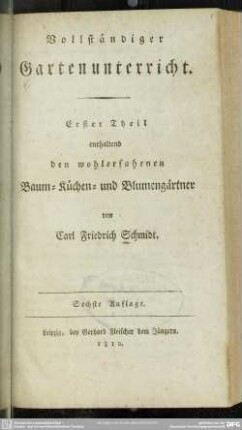 Vollständiger
Gartenunterricht.
Erster Theil
enthaltend
den wohlerfahrnen
Baum- Küchen- und Blumengärtner
von
Carl Friedrich Schmidt.
Sechste Auflage.
Leipzig, bey Gerhard Fleischer dem Jüngern.